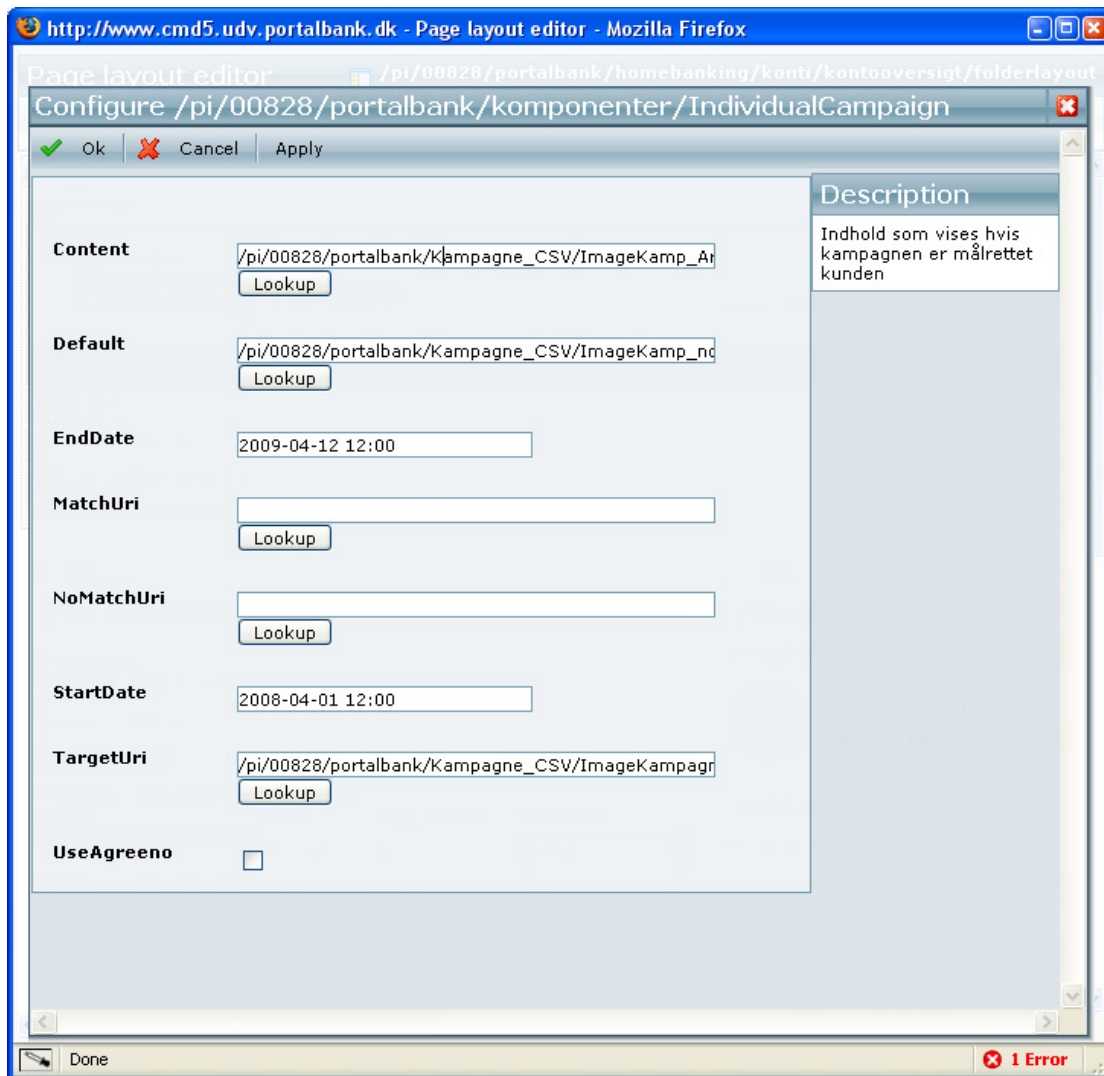 http://www.cmd5.udv.portalbank.dk - Page layout editor - Mozilla Firefox
Page layout editor /pi/00828/portalbank/homebanking/konti/kontooversigt/folderlayout
Configure /pi/00828/portalbank/komponenter/IndividualCampaign
Ok Cancel Apply
Description
Indhold som vises hvis
kampagnen er målrettet
kunden
Content /pi/00828/portalbank/Kampagne_CSV/ImageKamp_Ar
Lookup
Default /pi/00828/portalbank/Kampagne_CSV/ImageKamp_no
Lookup
EndDate 2009-04-12 12:00
MatchUri
Lookup
NoMatchUri
Lookup
StartDate 2008-04-01 12:00
TargetUri /pi/00828/portalbank/Kampagne_CSV/ImageKampagr
Lookup
UseAgreeno
Done 1 Error